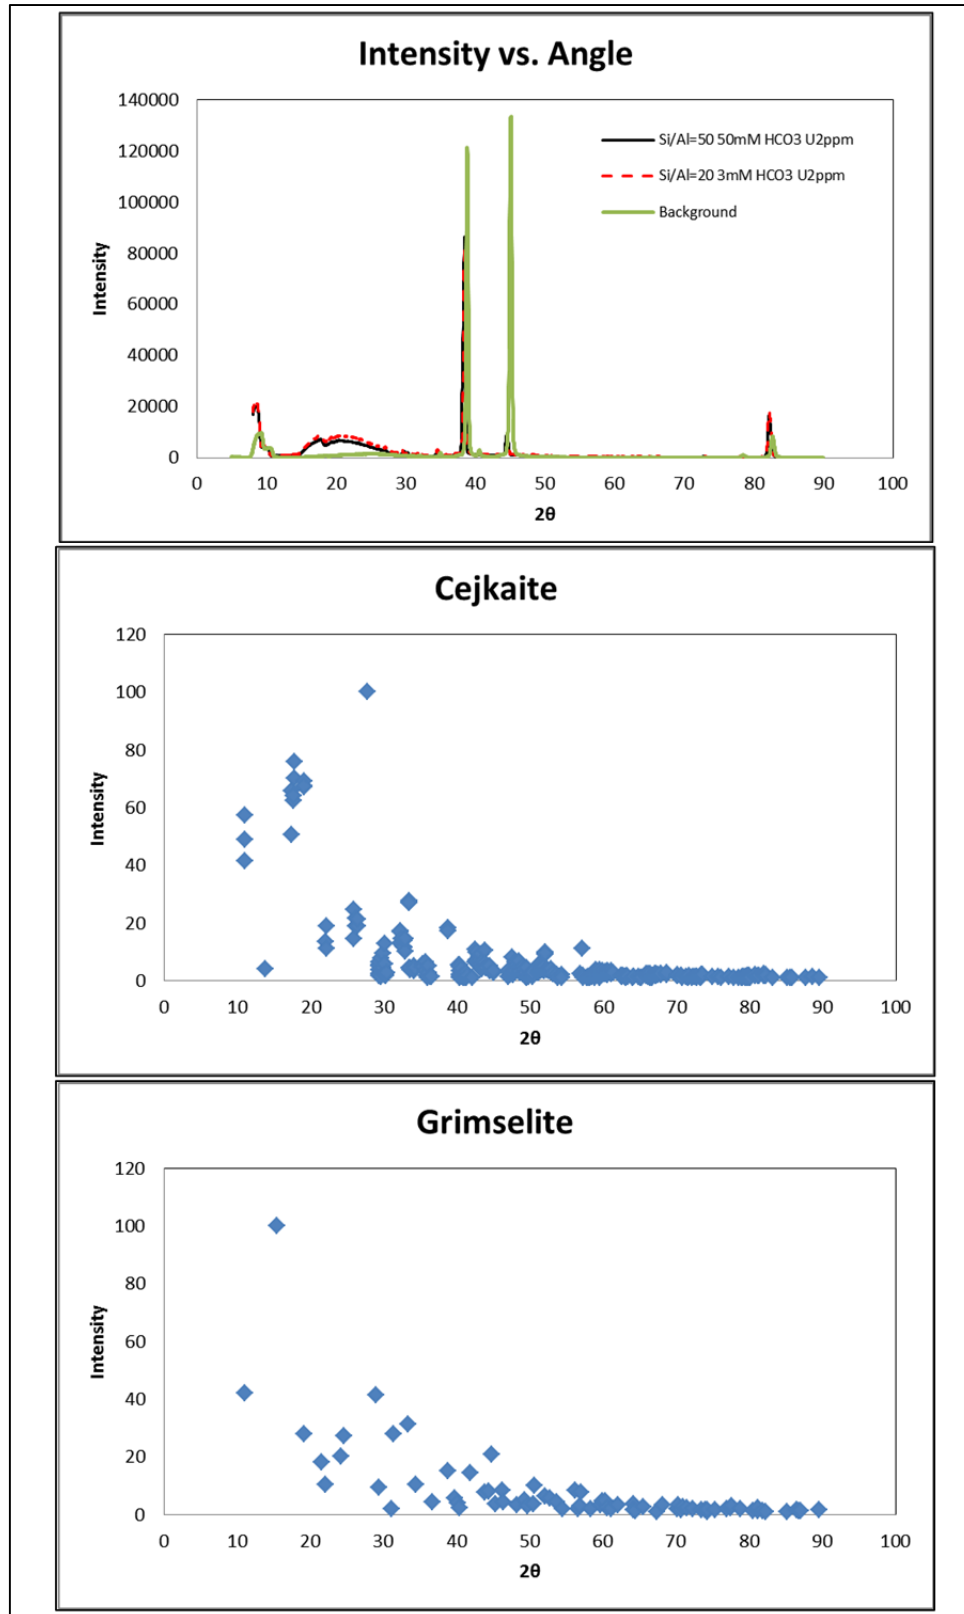 Intensity vs. Angle
140000
120000
100000
80000
60000
40000
20000
0
Intensity
Si/Al=50 50mM HCO3 U2ppm
Si/Al=20 3mM HCO3 U2ppm
Background
0 10 20 30 40 50 60 70 80 90 100
2θ
Cejkaite
120
100
80
60
40
20
0
Intensity
0 10 20 30 40 50 60 70 80 90 100
2θ
Grimselite
120
100
80
60
40
20
0
Intensity
0 10 20 30 40 50 60 70 80 90 100
2θ